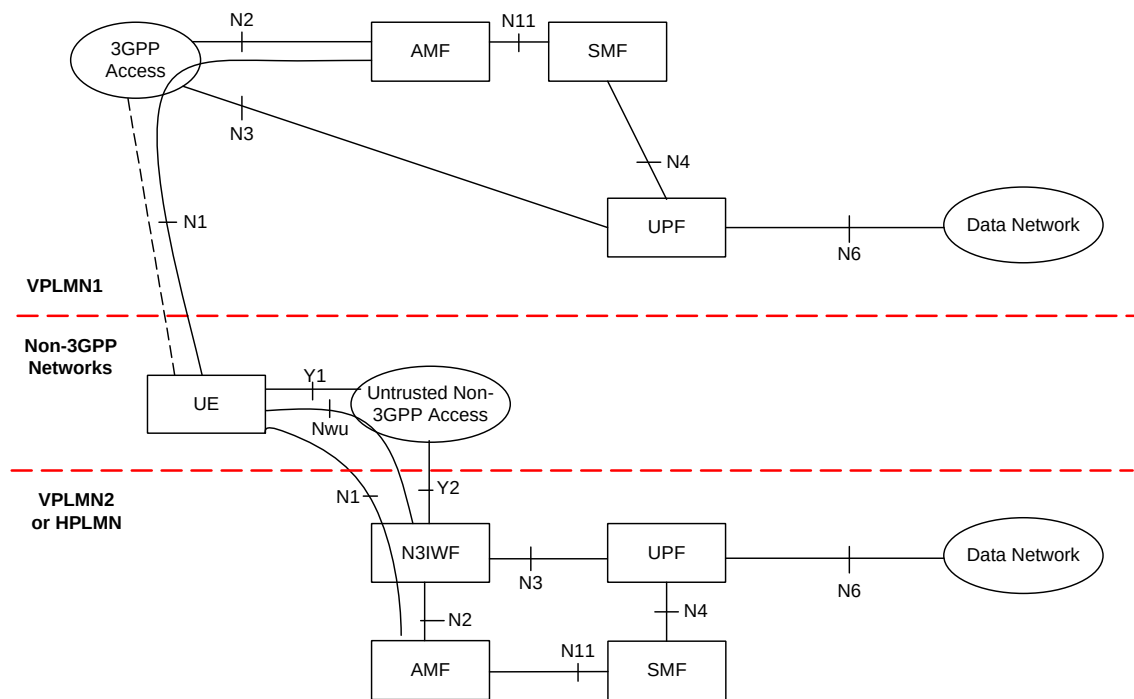 N2
N11
3GPP
Access
AMF
SMF
N3
N4
N1
UPF
Data Network
N6
VPLMN1
Non-3GPP
Networks
Y1
Untrusted Non-
3GPP Access
UE
Nwu
VPLMN2
or HPLMN
N1
Y2
N3IWF
UPF
Data Network
N3
N6
N2
N4
N11
AMF
SMF